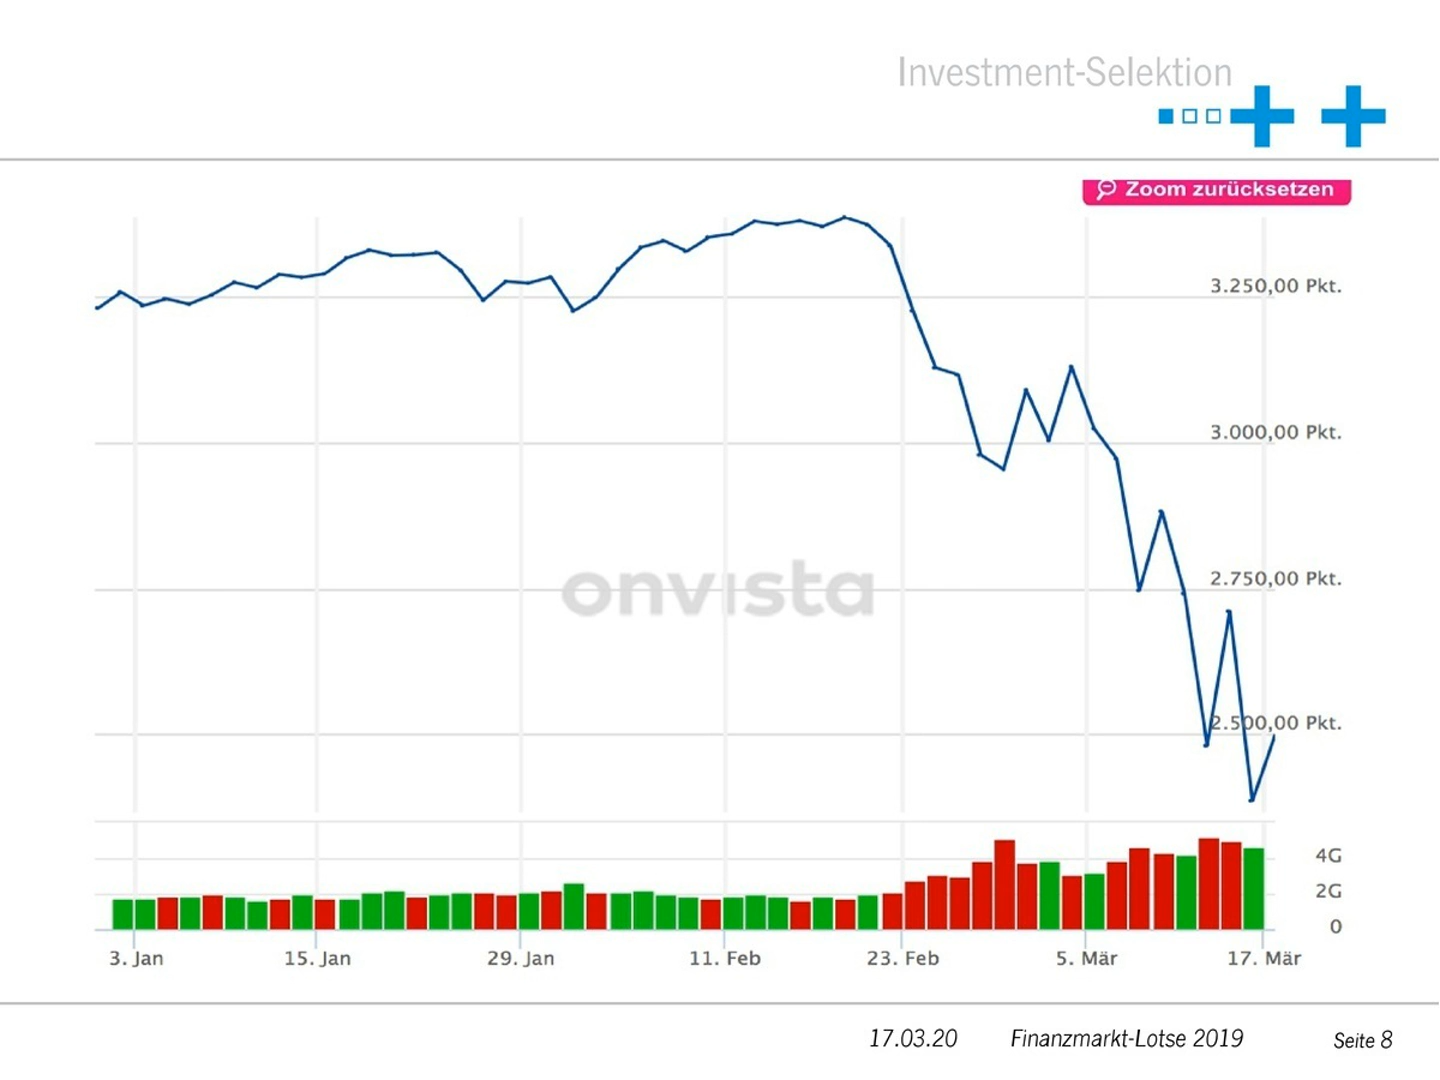 Investment-Selektion
Zoom zurücksetzen
3.250,00 Pkt.
3.000,00 Pkt.
onvista
2.750,00 Pkt.
2.500,00 Pkt.
4G
2G
0
3. Jan 15. Jan 29. Jan 11. Feb 23. Feb 5. Mär 17. Mär
17.03.20 Finanzmarkt-Lotse 2019 Seite 8